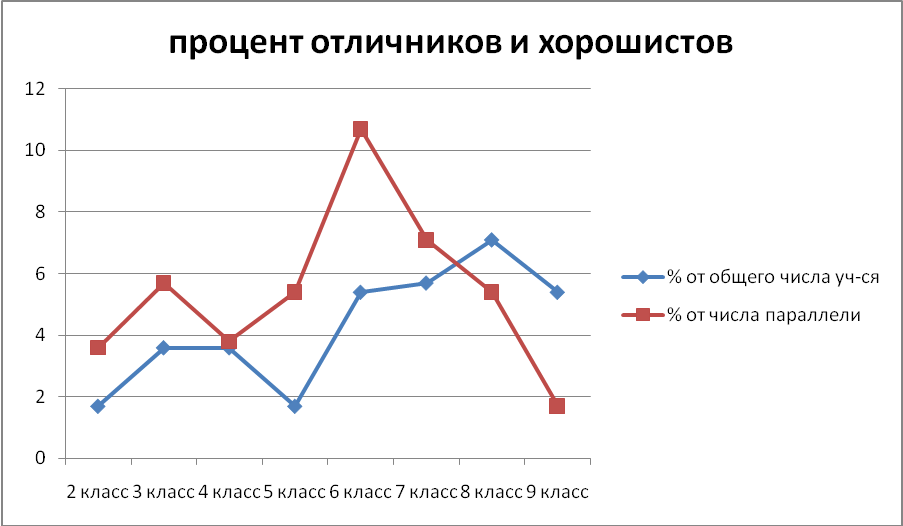 процент отличников и хорошистов
12
10
8
6
4
2
0
2 класс 3 класс 4 класс 5 класс 6 класс 7 класс 8 класс 9 класс
% от общего числа уч-ся
% от числа параллели